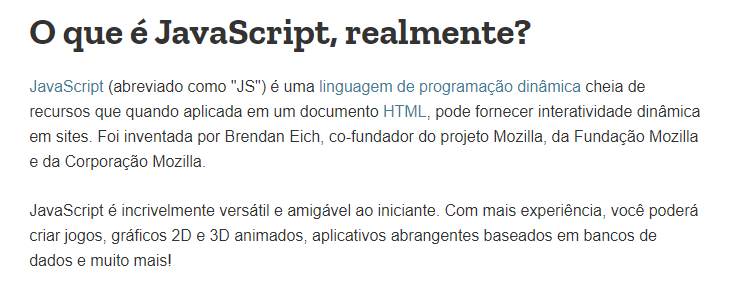 O que é JavaScript, realmente?
JavaScript (abreviado como "JS") é uma linguagem de programação dinâmica cheia de
recursos que quando aplicada em um documento HTML, pode fornecer interatividade dinâmica
em sites. Foi inventada por Brendan Eich, co-fundador do projeto Mozilla, da Fundação Mozilla
e da Corporação Mozilla.
JavaScript é incrivelmente versátil e amigável ao iniciante. Com mais experiência, você poderá
criar jogos, gráficos 2D e 3D animados, aplicativos abrangentes baseados em bancos de
dados e muito mais!